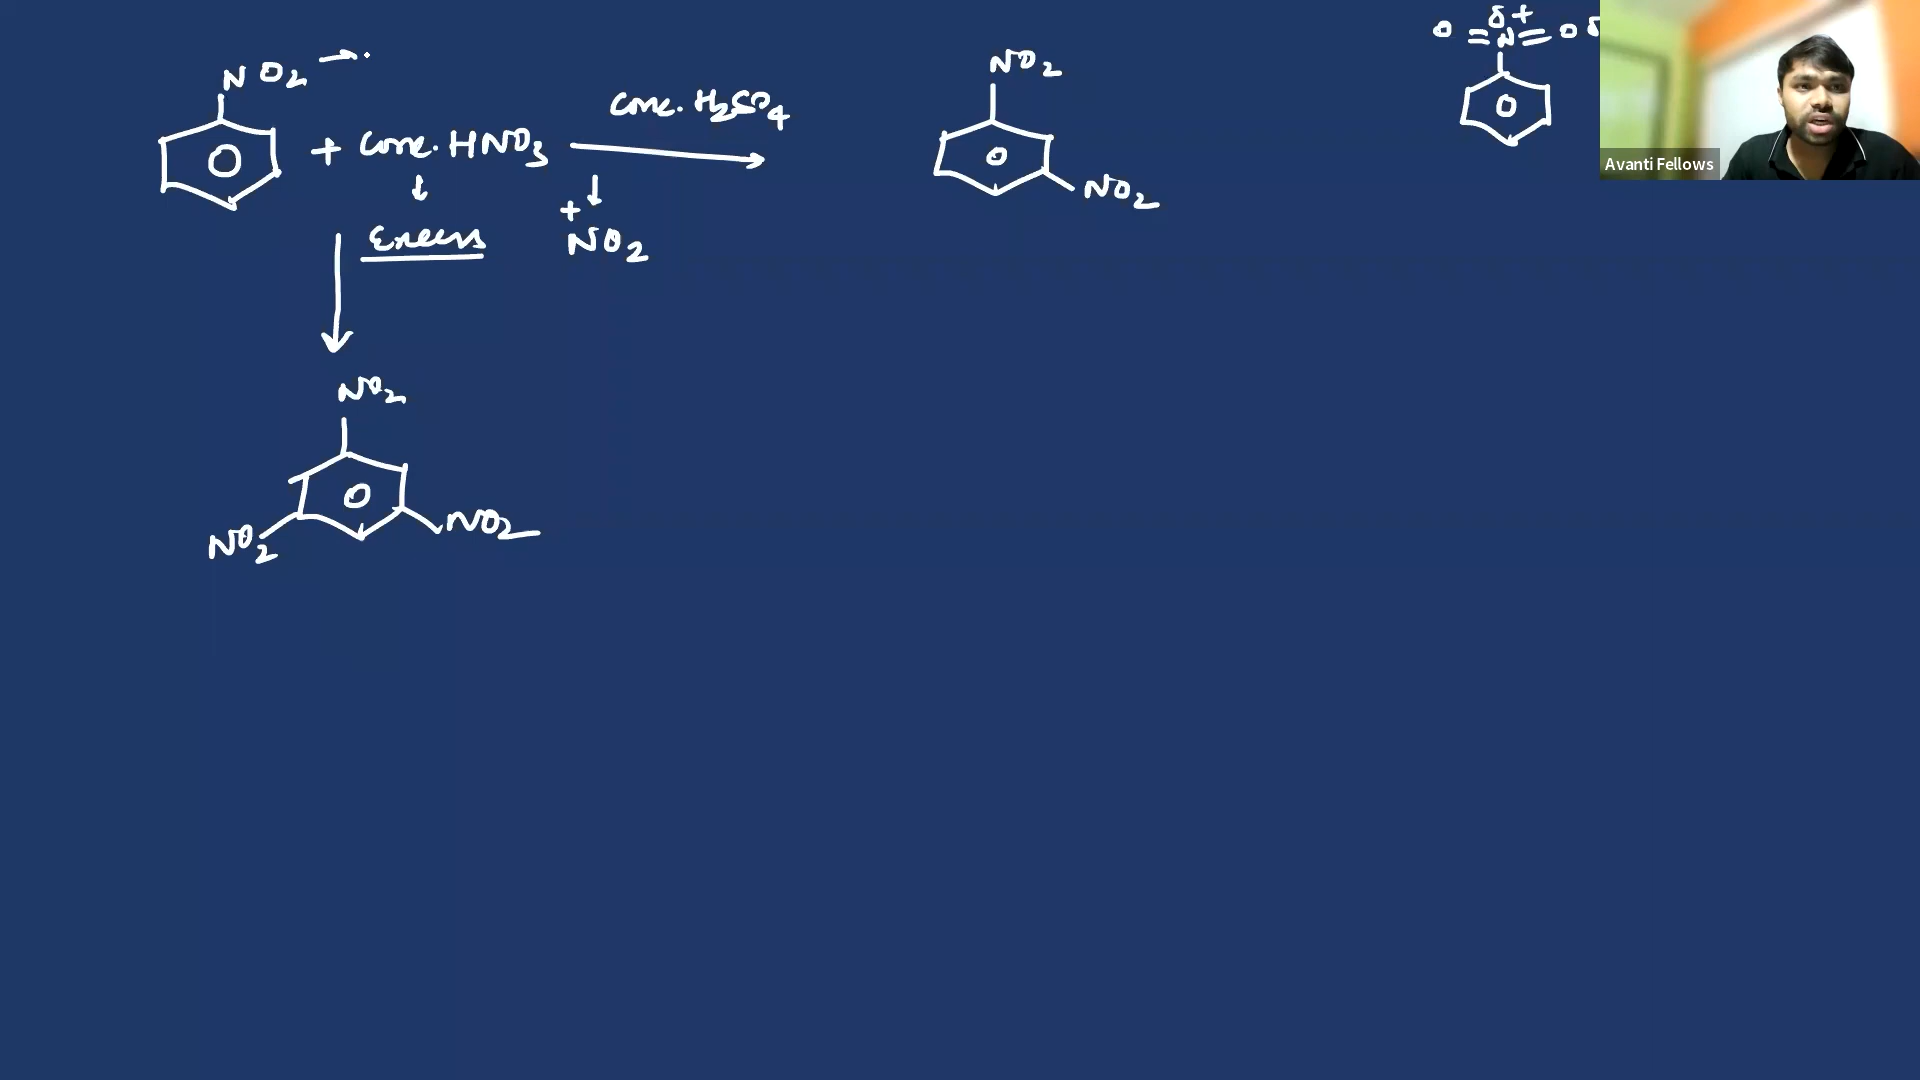 NO2 →
+ Conc. HNO3
Conc. H2SO4
↓
Excess
↓
+
NO2
NO2
NO2
NO2
NO2
NO2
O = N = O δ
δ+
Avanti Fellows